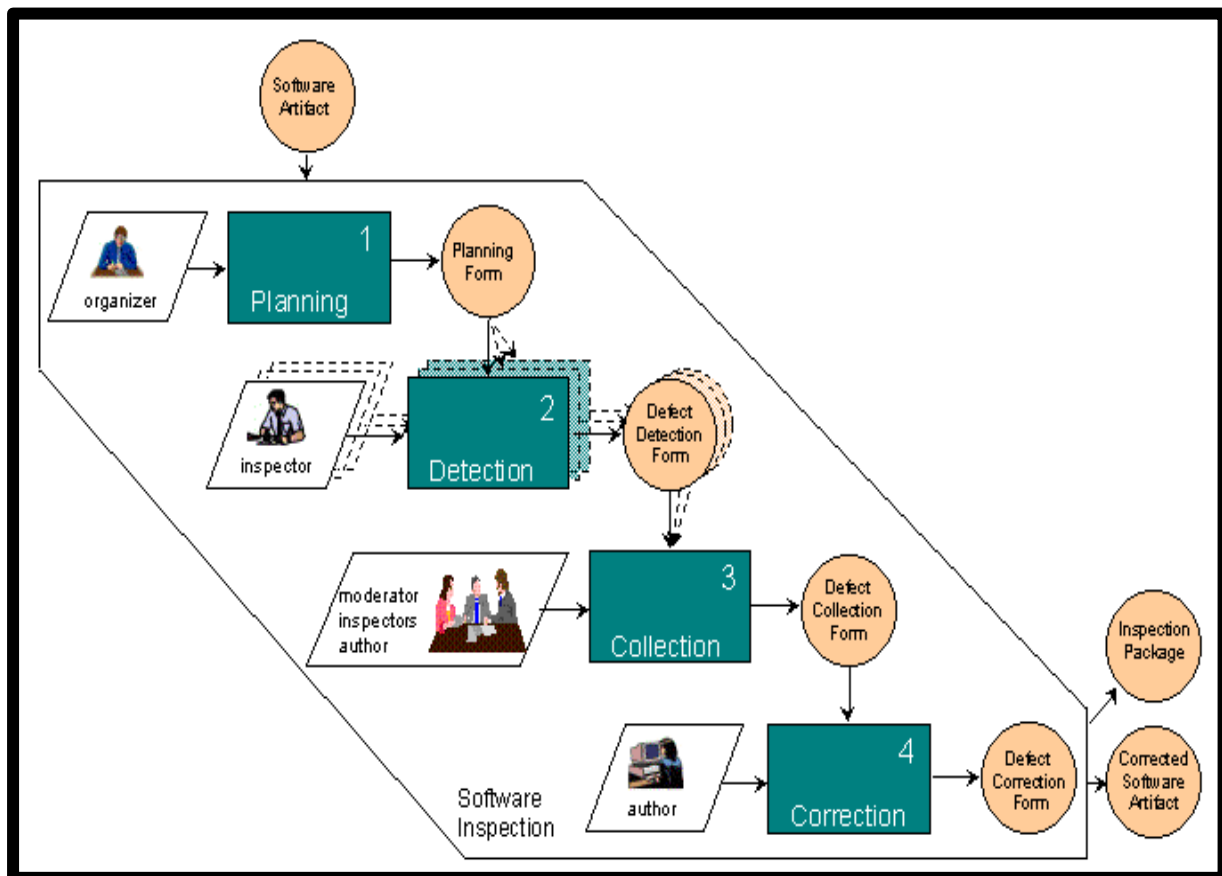 Software
Artifact
1
Planning
organizer
Planning
Form
2
Detection
inspector
Defect
Detection
Form
3
Collection
moderator
inspectors
author
Defect
Collection
Form
Inspection
Package
4
Correction
author
Defect
Correction
Form
Corrected
Software
Artifact
Software
Inspection